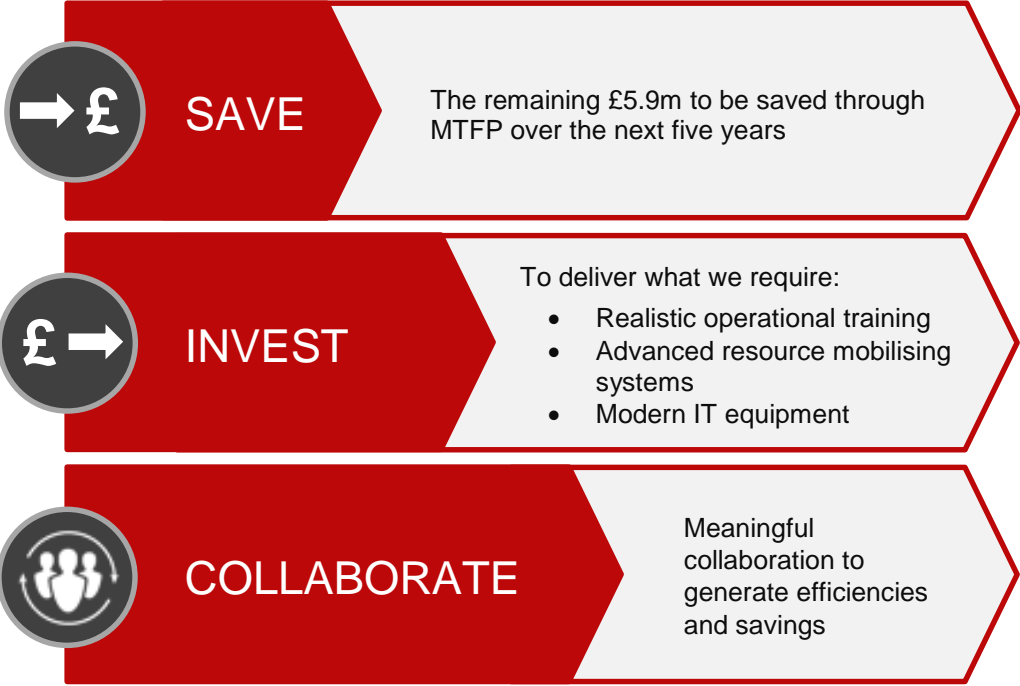 £
SAVE
The remaining £5.9m to be saved through
MTFP over the next five years
£
INVEST
To deliver what we require:
• Realistic operational training
• Advanced resource mobilising
systems
• Modern IT equipment
COLLABORATE
Meaningful
collaboration to
generate efficiencies
and savings